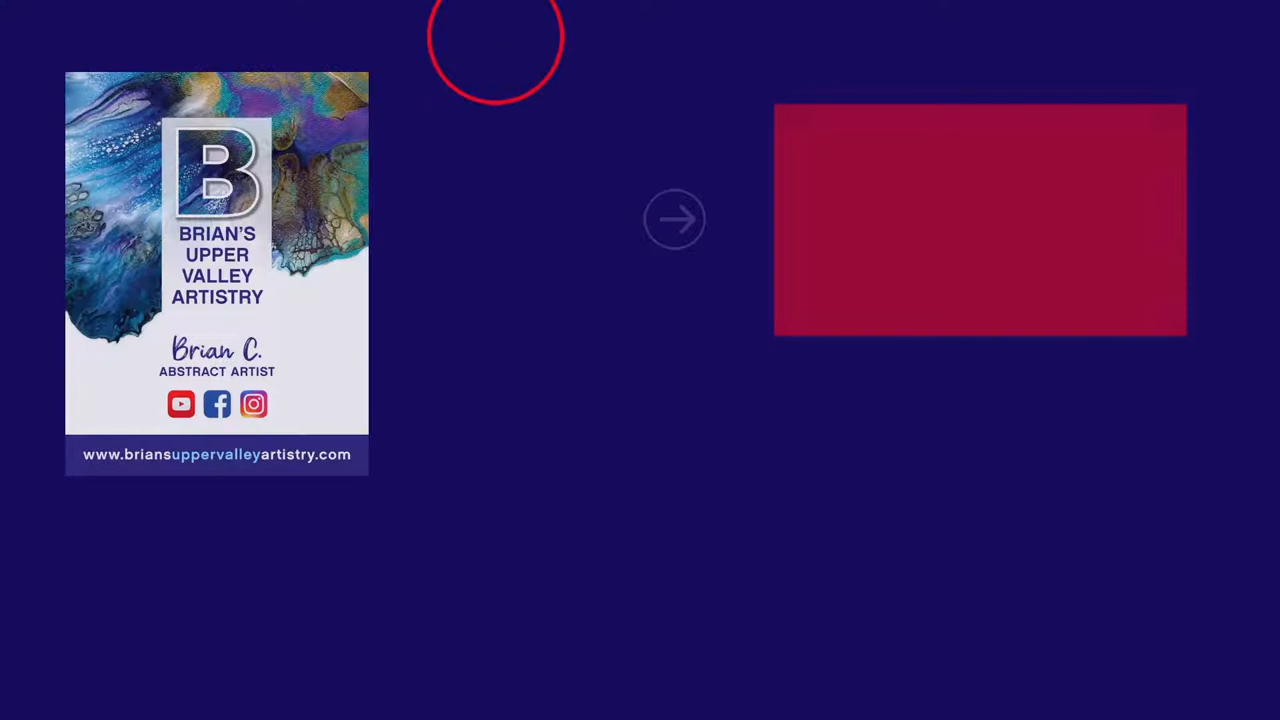 B
BRIAN'S
UPPER
VALLEY
ARTISTRY
Brian C.
ABSTRACT ARTIST
www.briansuppervalleyartistry.com